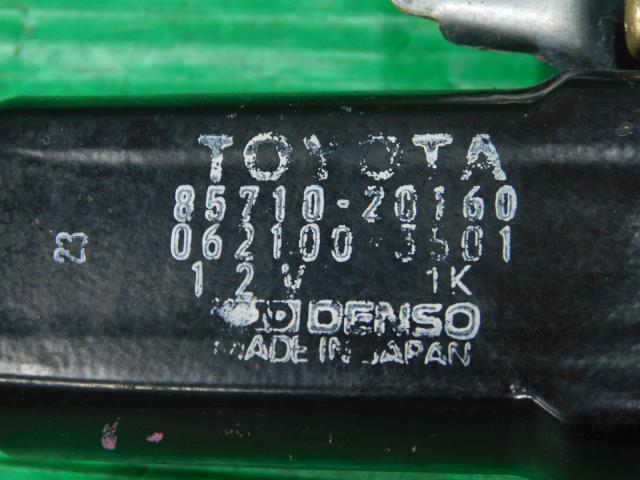 TOYOTA
85710-20160
062100-3501
12V 1K
DENSO
MADE IN JAPAN
23